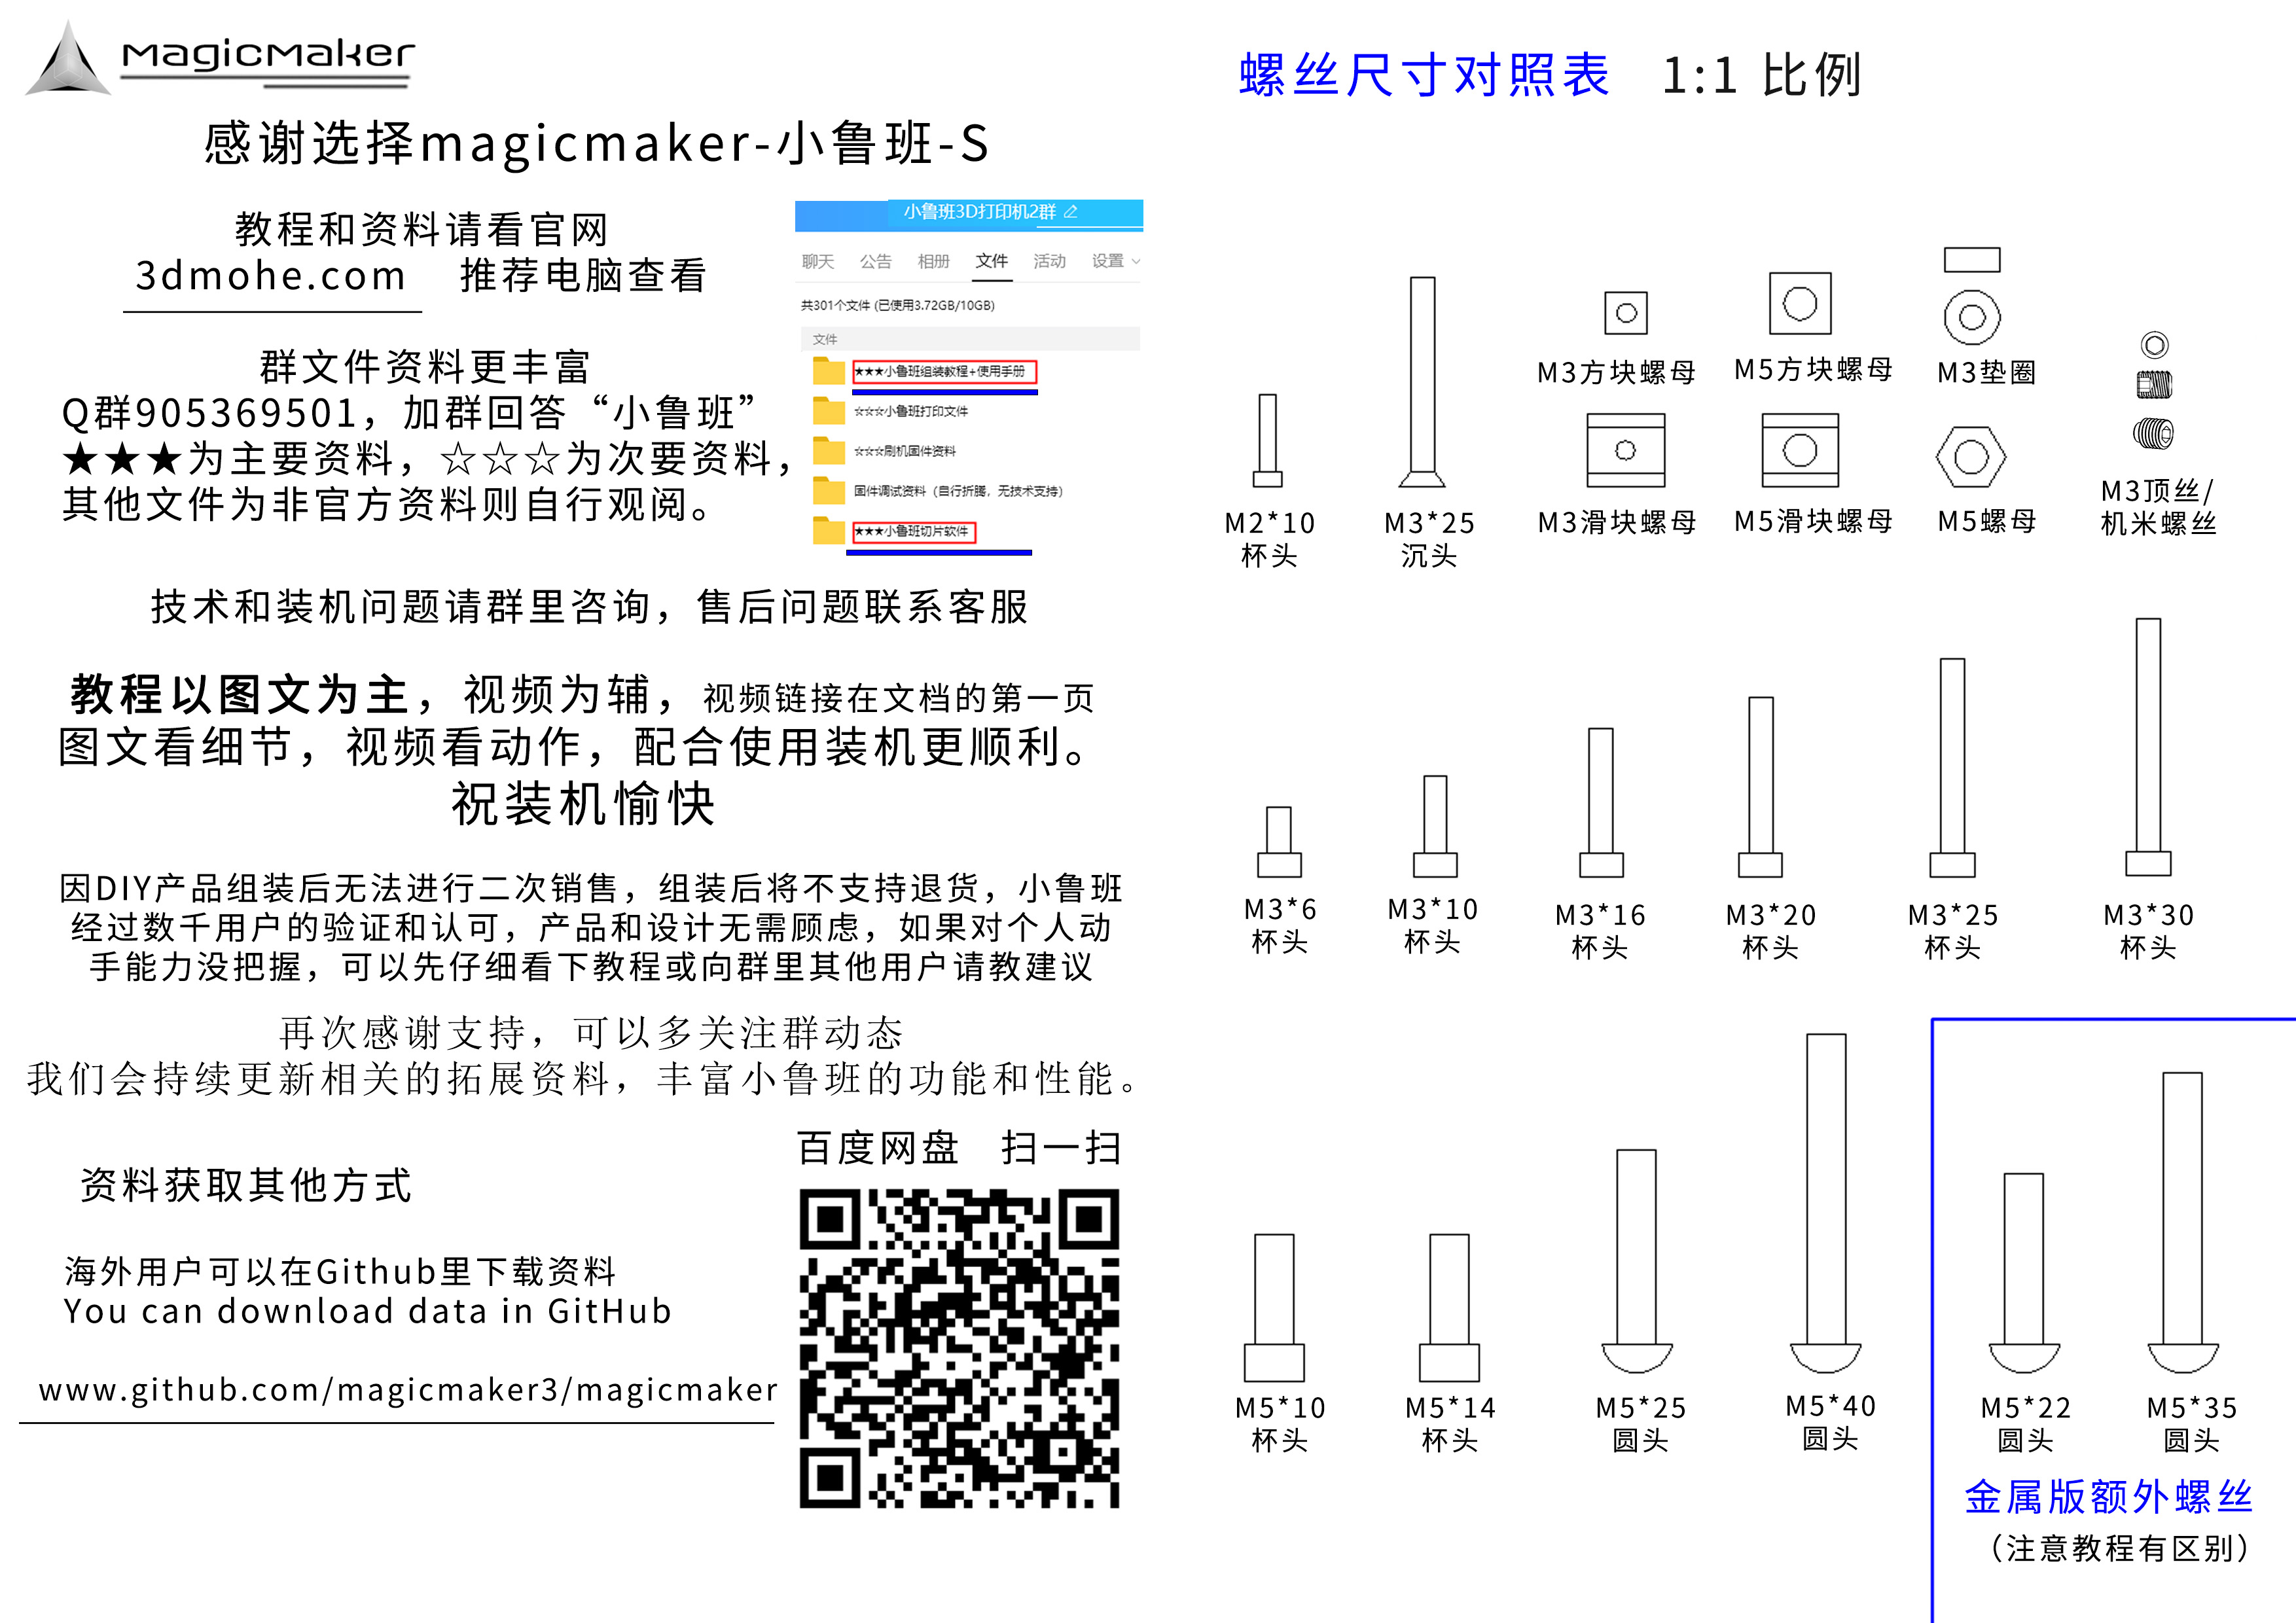 magicmaker
感谢选择magicmaker-小鲁班-S
教程和资料请看官网
3dmohe.com 推荐电脑查看
群文件资料更丰富
Q群905369501，加群回答“小鲁班”
★★★为主要资料，☆☆☆为次要资料，
其他文件为非官方资料则自行观阅。
小鲁班3D打印机2群
聊天 公告 相册 文件 活动 设置
共301个文件 (已使用3.72GB/10GB)
文件
★★★小鲁班组装教程+使用手册
☆☆☆小鲁班打印文件
☆☆☆刷机固件资料
固件调试资料（自行折腾，无技术支持）
★★★小鲁班切片软件
技术和装机问题请群里咨询，售后问题联系客服
教程以图文为主，视频为辅，视频链接在文档的第一页
图文看细节，视频看动作，配合使用装机更顺利。
祝装机愉快
因DIY产品组装后无法进行二次销售，组装后将不支持退货，小鲁班
经过数千用户的验证和认可，产品和设计无需顾虑，如果对个人动
手能力没把握，可以先仔细看下教程或向群里其他用户请教建议
再次感谢支持，可以多关注群动态
我们会持续更新相关的拓展资料，丰富小鲁班的功能和性能。
百度网盘 扫一扫
资料获取其他方式
海外用户可以在Github里下载资料
You can download data in GitHub
www.github.com/magicmaker3/magicmaker
螺丝尺寸对照表 1:1 比例
M3方块螺母 M5方块螺母 M3垫圈
M2*10
杯头
M3*25
沉头
M3滑块螺母 M5滑块螺母 M5螺母
M3顶丝/
机米螺丝
M3*6
杯头
M3*10
杯头
M3*16
杯头
M3*20
杯头
M3*25
杯头
M3*30
杯头
M5*10
杯头
M5*14
杯头
M5*25
圆头
M5*40
圆头
M5*22
圆头
M5*35
圆头
金属版额外螺丝
（注意教程有区别）